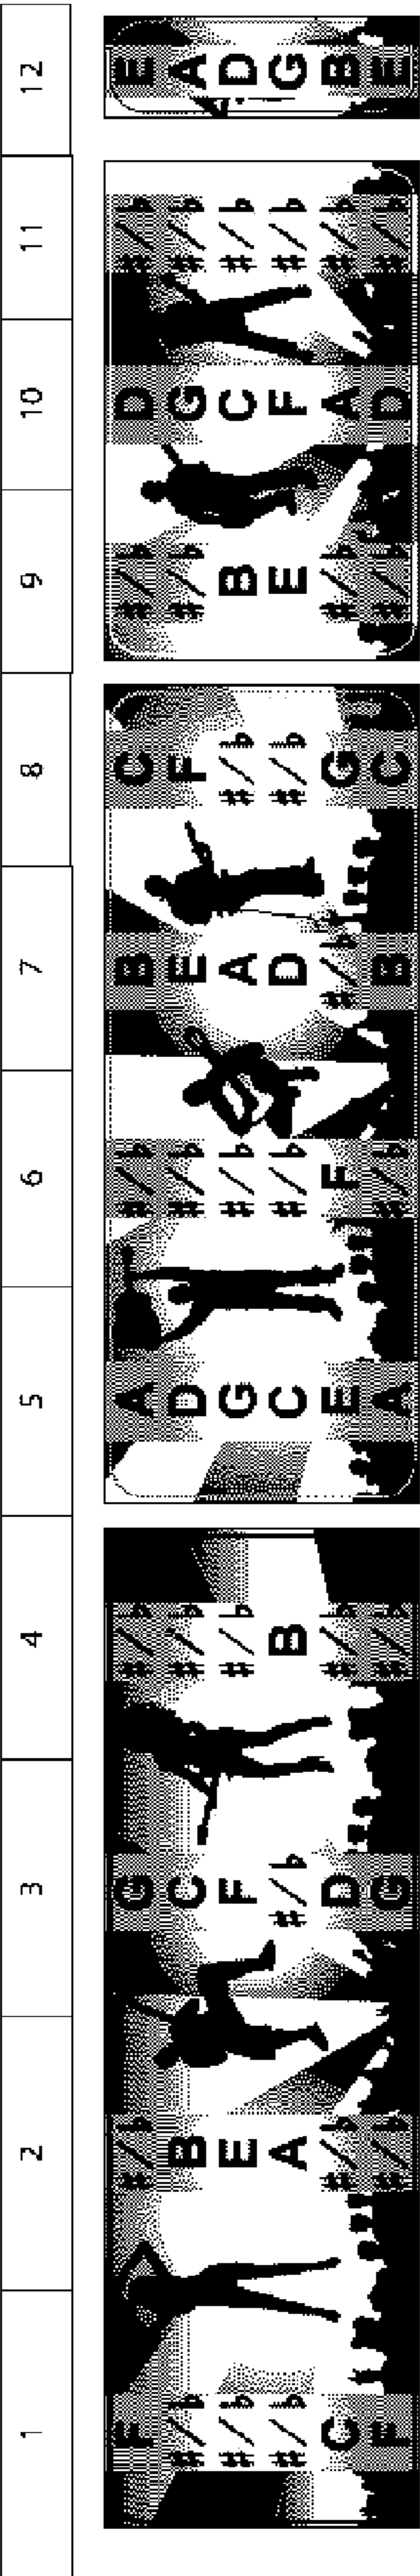 1 2 3 4 5 6 7 8 9 10 11 12
F ♯/♭ G ♯/♭ A ♯/♭ B C ♯/♭ D ♯/♭ E
♯/♭ B C ♯/♭ D ♯/♭ E F ♯/♭ G ♯/♭ A
♯/♭ E F ♯/♭ G ♯/♭ A ♯/♭ B C ♯/♭ D
♯/♭ A ♯/♭ B C ♯/♭ D ♯/♭ E F ♯/♭ G
C ♯/♭ D ♯/♭ E F ♯/♭ G ♯/♭ A ♯/♭ B
F ♯/♭ G ♯/♭ A ♯/♭ B C ♯/♭ D ♯/♭ E